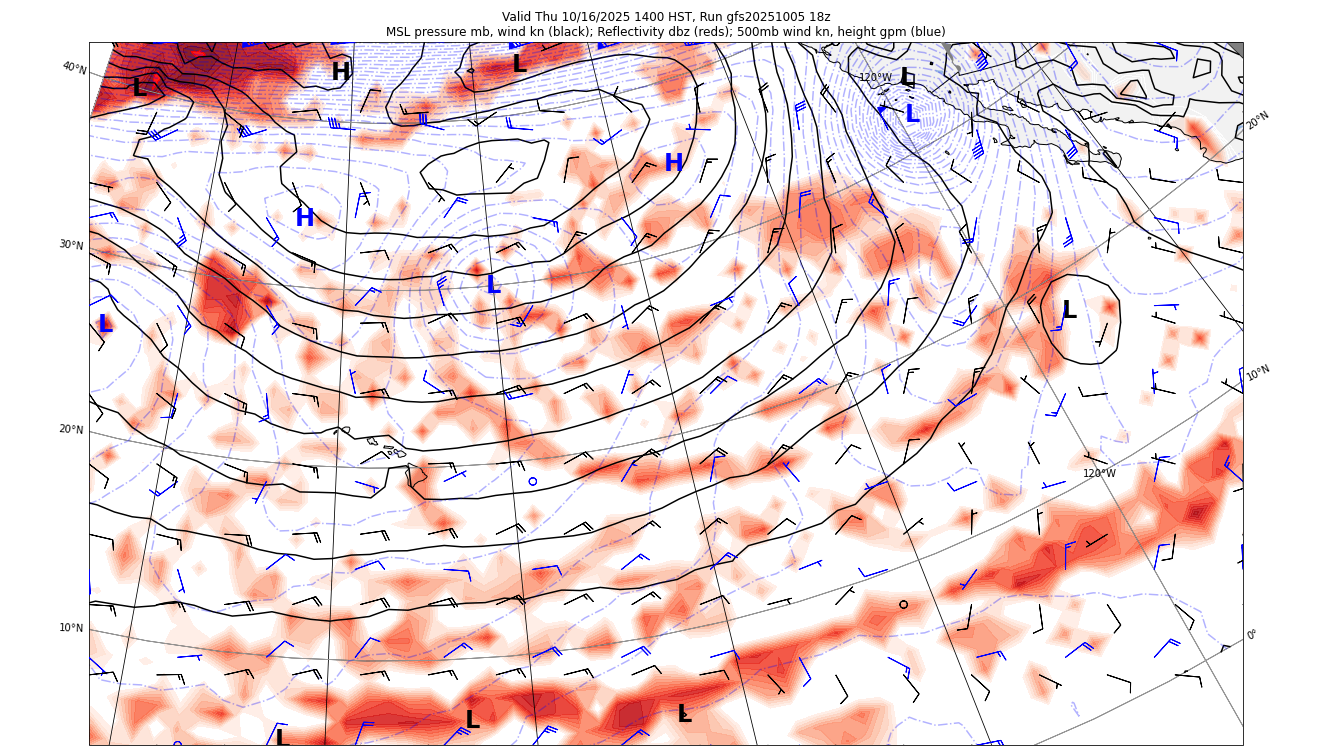 Valid Thu 10/16/2025 1400 HST, Run gfs20251005 18z
MSL pressure mb, wind kn (black); Reflectivity dbz (reds); 500mb wind kn, height gpm (blue)
40°N
H
L
L
L
120°W
L
L
20°N
H
H
30°N
L
L
L
10°N
20°N
120°W
10°N
0°
L
L
L